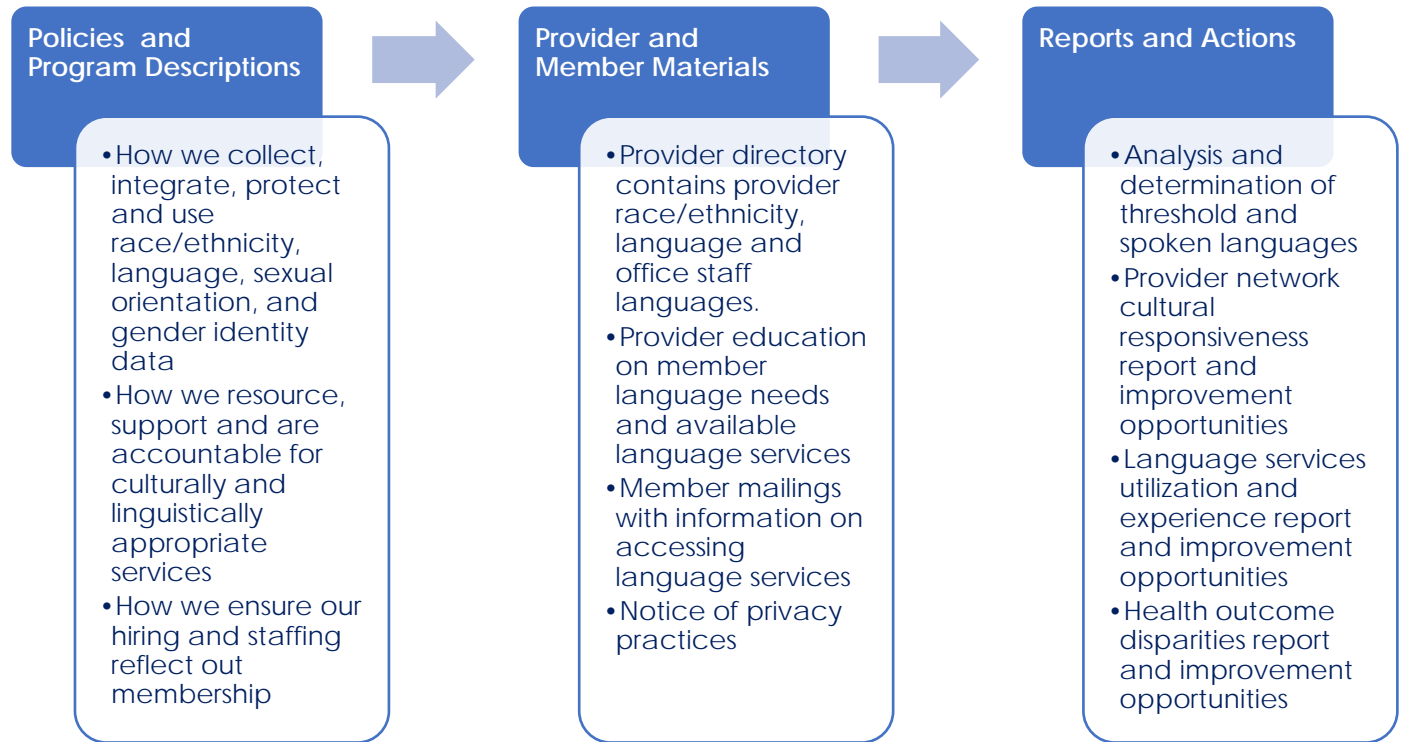 Policies and
Program Descriptions
•How we collect,
integrate, protect
and use
race/ethnicity,
language, sexual
orientation, and
gender identity
data
•How we resource,
support and are
accountable for
culturally and
linguistically
appropriate
services
•How we ensure our
hiring and staffing
reflect out
membership
Provider and
Member Materials
•Provider directory
contains provider
race/ethnicity,
language and
office staff
languages.
•Provider education
on member
language needs
and available
language services
•Member mailings
with information on
accessing
language services
•Notice of privacy
practices
Reports and Actions
•Analysis and
determination of
threshold and
spoken languages
•Provider network
cultural
responsiveness
report and
improvement
opportunities
•Language services
utilization and
experience report
and improvement
opportunities
•Health outcome
disparities report
and improvement
opportunities